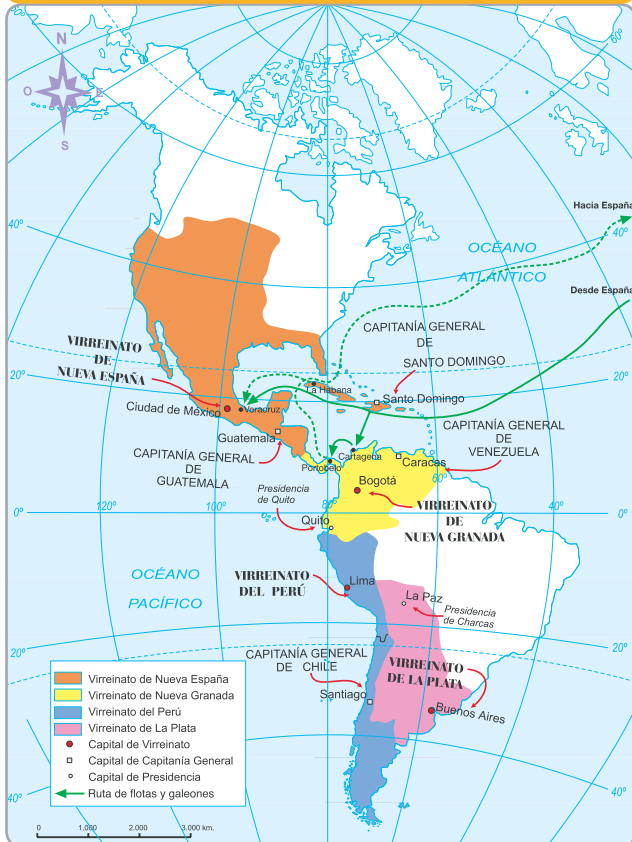 N
O
E
S
60º
Hacia España
40º
40º
OCÉANO
ATLÁNTICO
Desde España
CAPITANÍA GENERAL
DE
SANTO DOMINGO
VIRREINATO
DE
NUEVA ESPAÑA
20º
20º
La Habana
Santo Domingo
Ciudad de México
Veracruz
Guatemala
CAPITANÍA GENERAL
DE
GUATEMALA
CAPITANÍA GENERAL
DE
VENEZUELA
Cartagena
Portobelo
Caracas
Bogotá
60º
Presidencia
de Quito
120º
100º
80º
40º
0º
0º
Quito
VIRREINATO
DE
NUEVA GRANADA
OCÉANO
PACÍFICO
VIRREINATO
DEL PERÚ
Lima
La Paz
Presidencia
de Charcas
20º
20º
CAPITANÍA GENERAL
DE CHILE
VIRREINATO
DE LA PLATA
Santiago
Buenos Aires
Virreinato de Nueva España
Virreinato de Nueva Granada
Virreinato del Perú
Virreinato de La Plata
Capital de Virreinato
Capital de Capitanía General
Capital de Presidencia
Ruta de flotas y galeones
40º
40º
0 1.000 2.000 3.000 km.